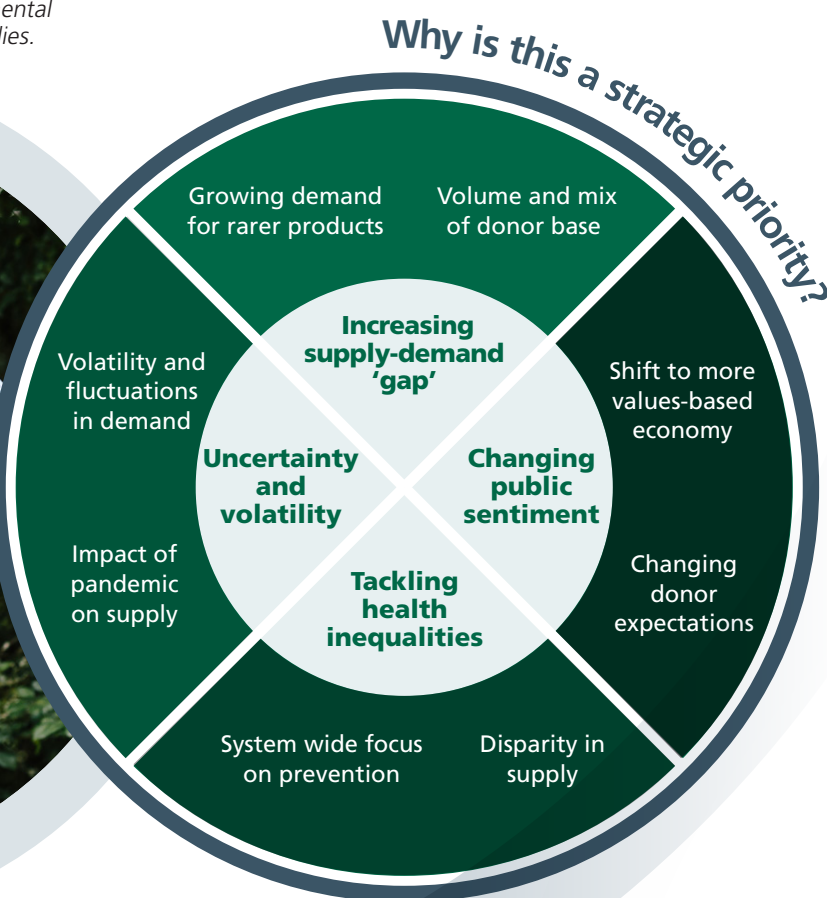 Why is this a strategic priority?
Growing demand
for rarer products
Volume and mix
of donor base
Increasing
supply-demand
‘gap’
Shift to more
values-based
economy
Changing
donor
expectations
Changing
public
sentiment
System wide focus
on prevention
Disparity in
supply
Tackling
health
inequalities
Volatility and
fluctuations
in demand
Impact of
pandemic
on supply
Uncertainty
and
volatility